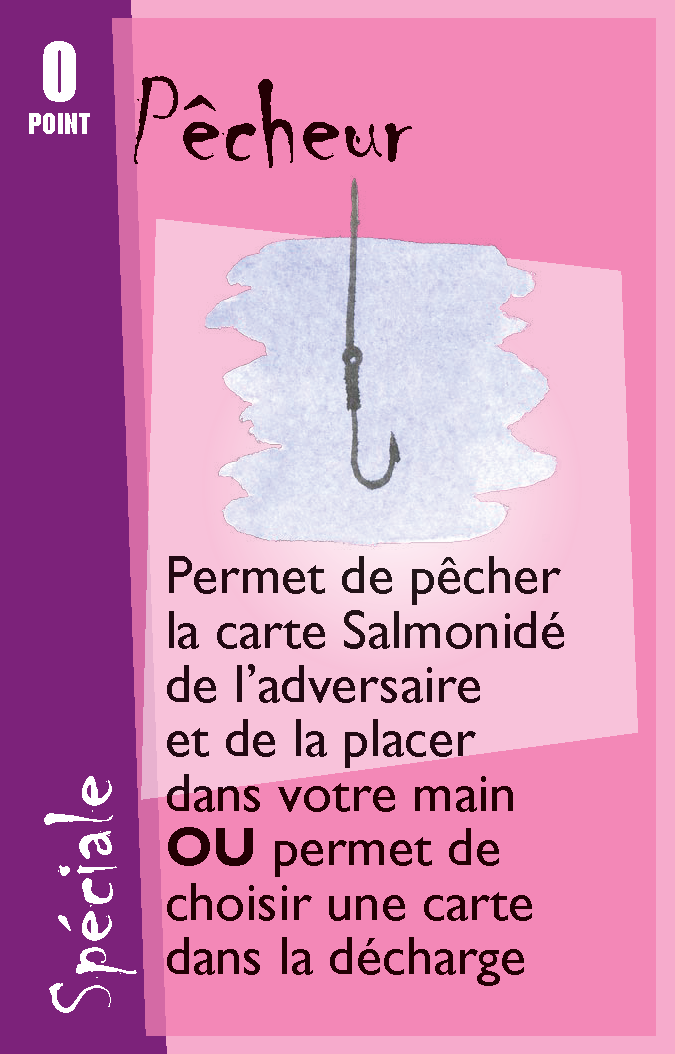 0
POINT
Pêcheur
Permet de pêcher
la carte Salmonidé
de l’adversaire
et de la placer
dans votre main
OU permet de
choisir une carte
dans la décharge
Spéciale